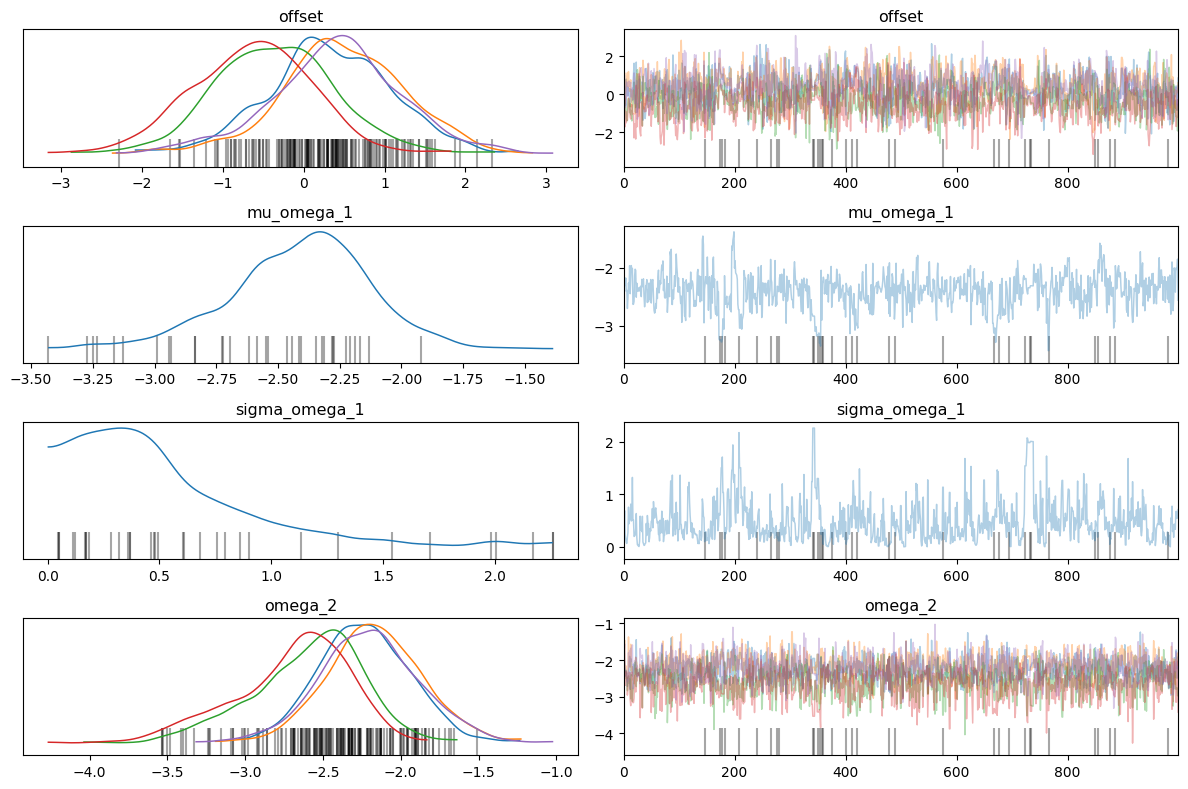 offset offset
2
0
−2
−3 −2 −1 0 1 2 3 0 200 400 600 800
mu_omega_1 mu_omega_1
−2
−3
−3.50 −3.25 −3.00 −2.75 −2.50 −2.25 −2.00 −1.75 −1.50 0 200 400 600 800
sigma_omega_1 sigma_omega_1
2
1
0
0.0 0.5 1.0 1.5 2.0 0 200 400 600 800
omega_2 omega_2
−1
−2
−3
−4
−4.0 −3.5 −3.0 −2.5 −2.0 −1.5 −1.0 0 200 400 600 800